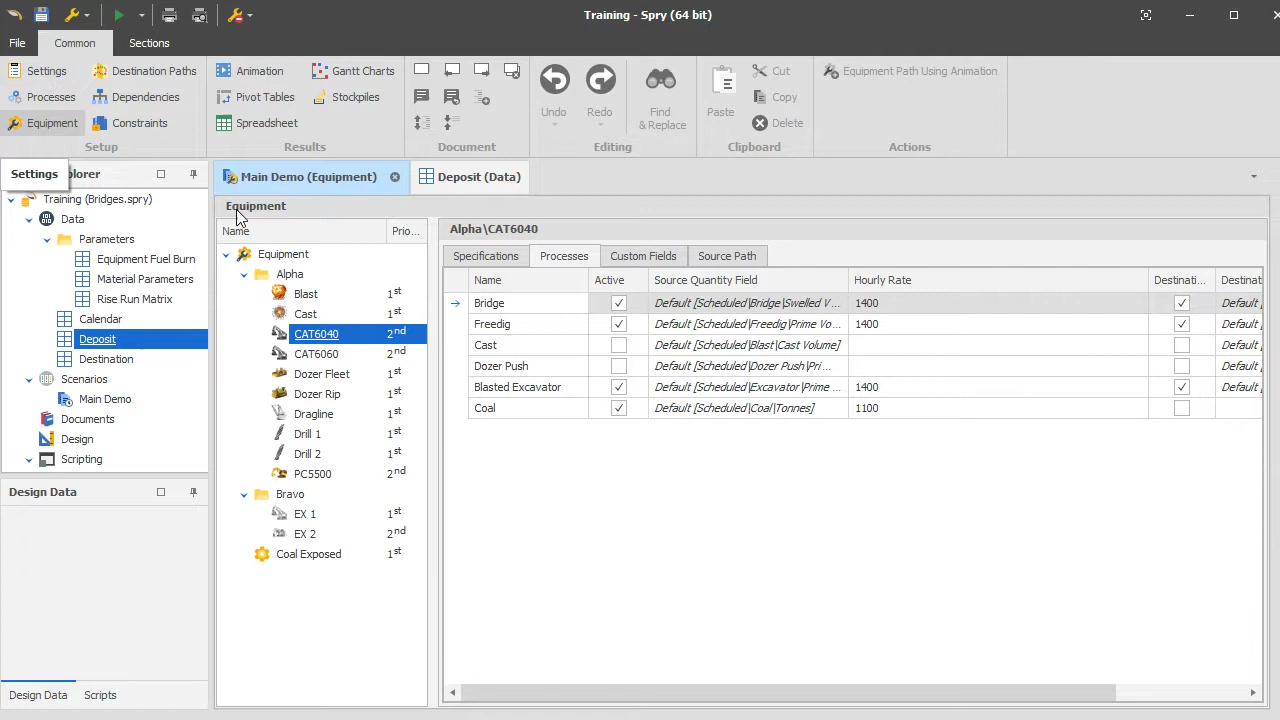 Training - Spry (64 bit)
File
Common
Sections
Settings
Destination Paths
Processes
Dependencies
Equipment
Constraints
Setup
Animation
Gantt Charts
Pivot Tables
Stockpiles
Spreadsheet
Results
Document
Undo
Redo
Find
& Replace
Editing
Paste
Cut
Copy
Delete
Clipboard
Equipment Path Using Animation
Actions
Settings
plorer
Training (Bridges.spry)
Data
Parameters
Equipment Fuel Burn
Material Parameters
Rise Run Matrix
Calendar
Deposit
Destination
Scenarios
Main Demo
Documents
Design
Scripting
Design Data
Design Data
Scripts
Main Demo (Equipment)
Deposit (Data)
Equipment
Name Prio...
Equipment
Alpha
Blast 1st
Cast 1st
CAT6040 2nd
CAT6060 2nd
Dozer Fleet 1st
Dozer Rip 1st
Dragline 1st
Drill 1 1st
Drill 2 1st
PC5500 2nd
Bravo
EX 1 1st
EX 2 2nd
Coal Exposed 1st
Alpha\CAT6040
Specifications
Processes
Custom Fields
Source Path
Name Active Source Quantity Field Hourly Rate Destinati... Destinat
Bridge Default [Scheduled\Bridge\Swelled V ... 1400 Default [
Freedig Default [Scheduled\Freedig\Prime Vo... 1400 Default [
Cast Default [Scheduled\Blast\Cast Volume]
Dozer Push Default [Scheduled\Dozer Push\Pri ...
Blasted Excavator Default [Scheduled\Excavator\Prime ... 1400 Default [
Coal Default [Scheduled\Coal\Tonnes] 1100